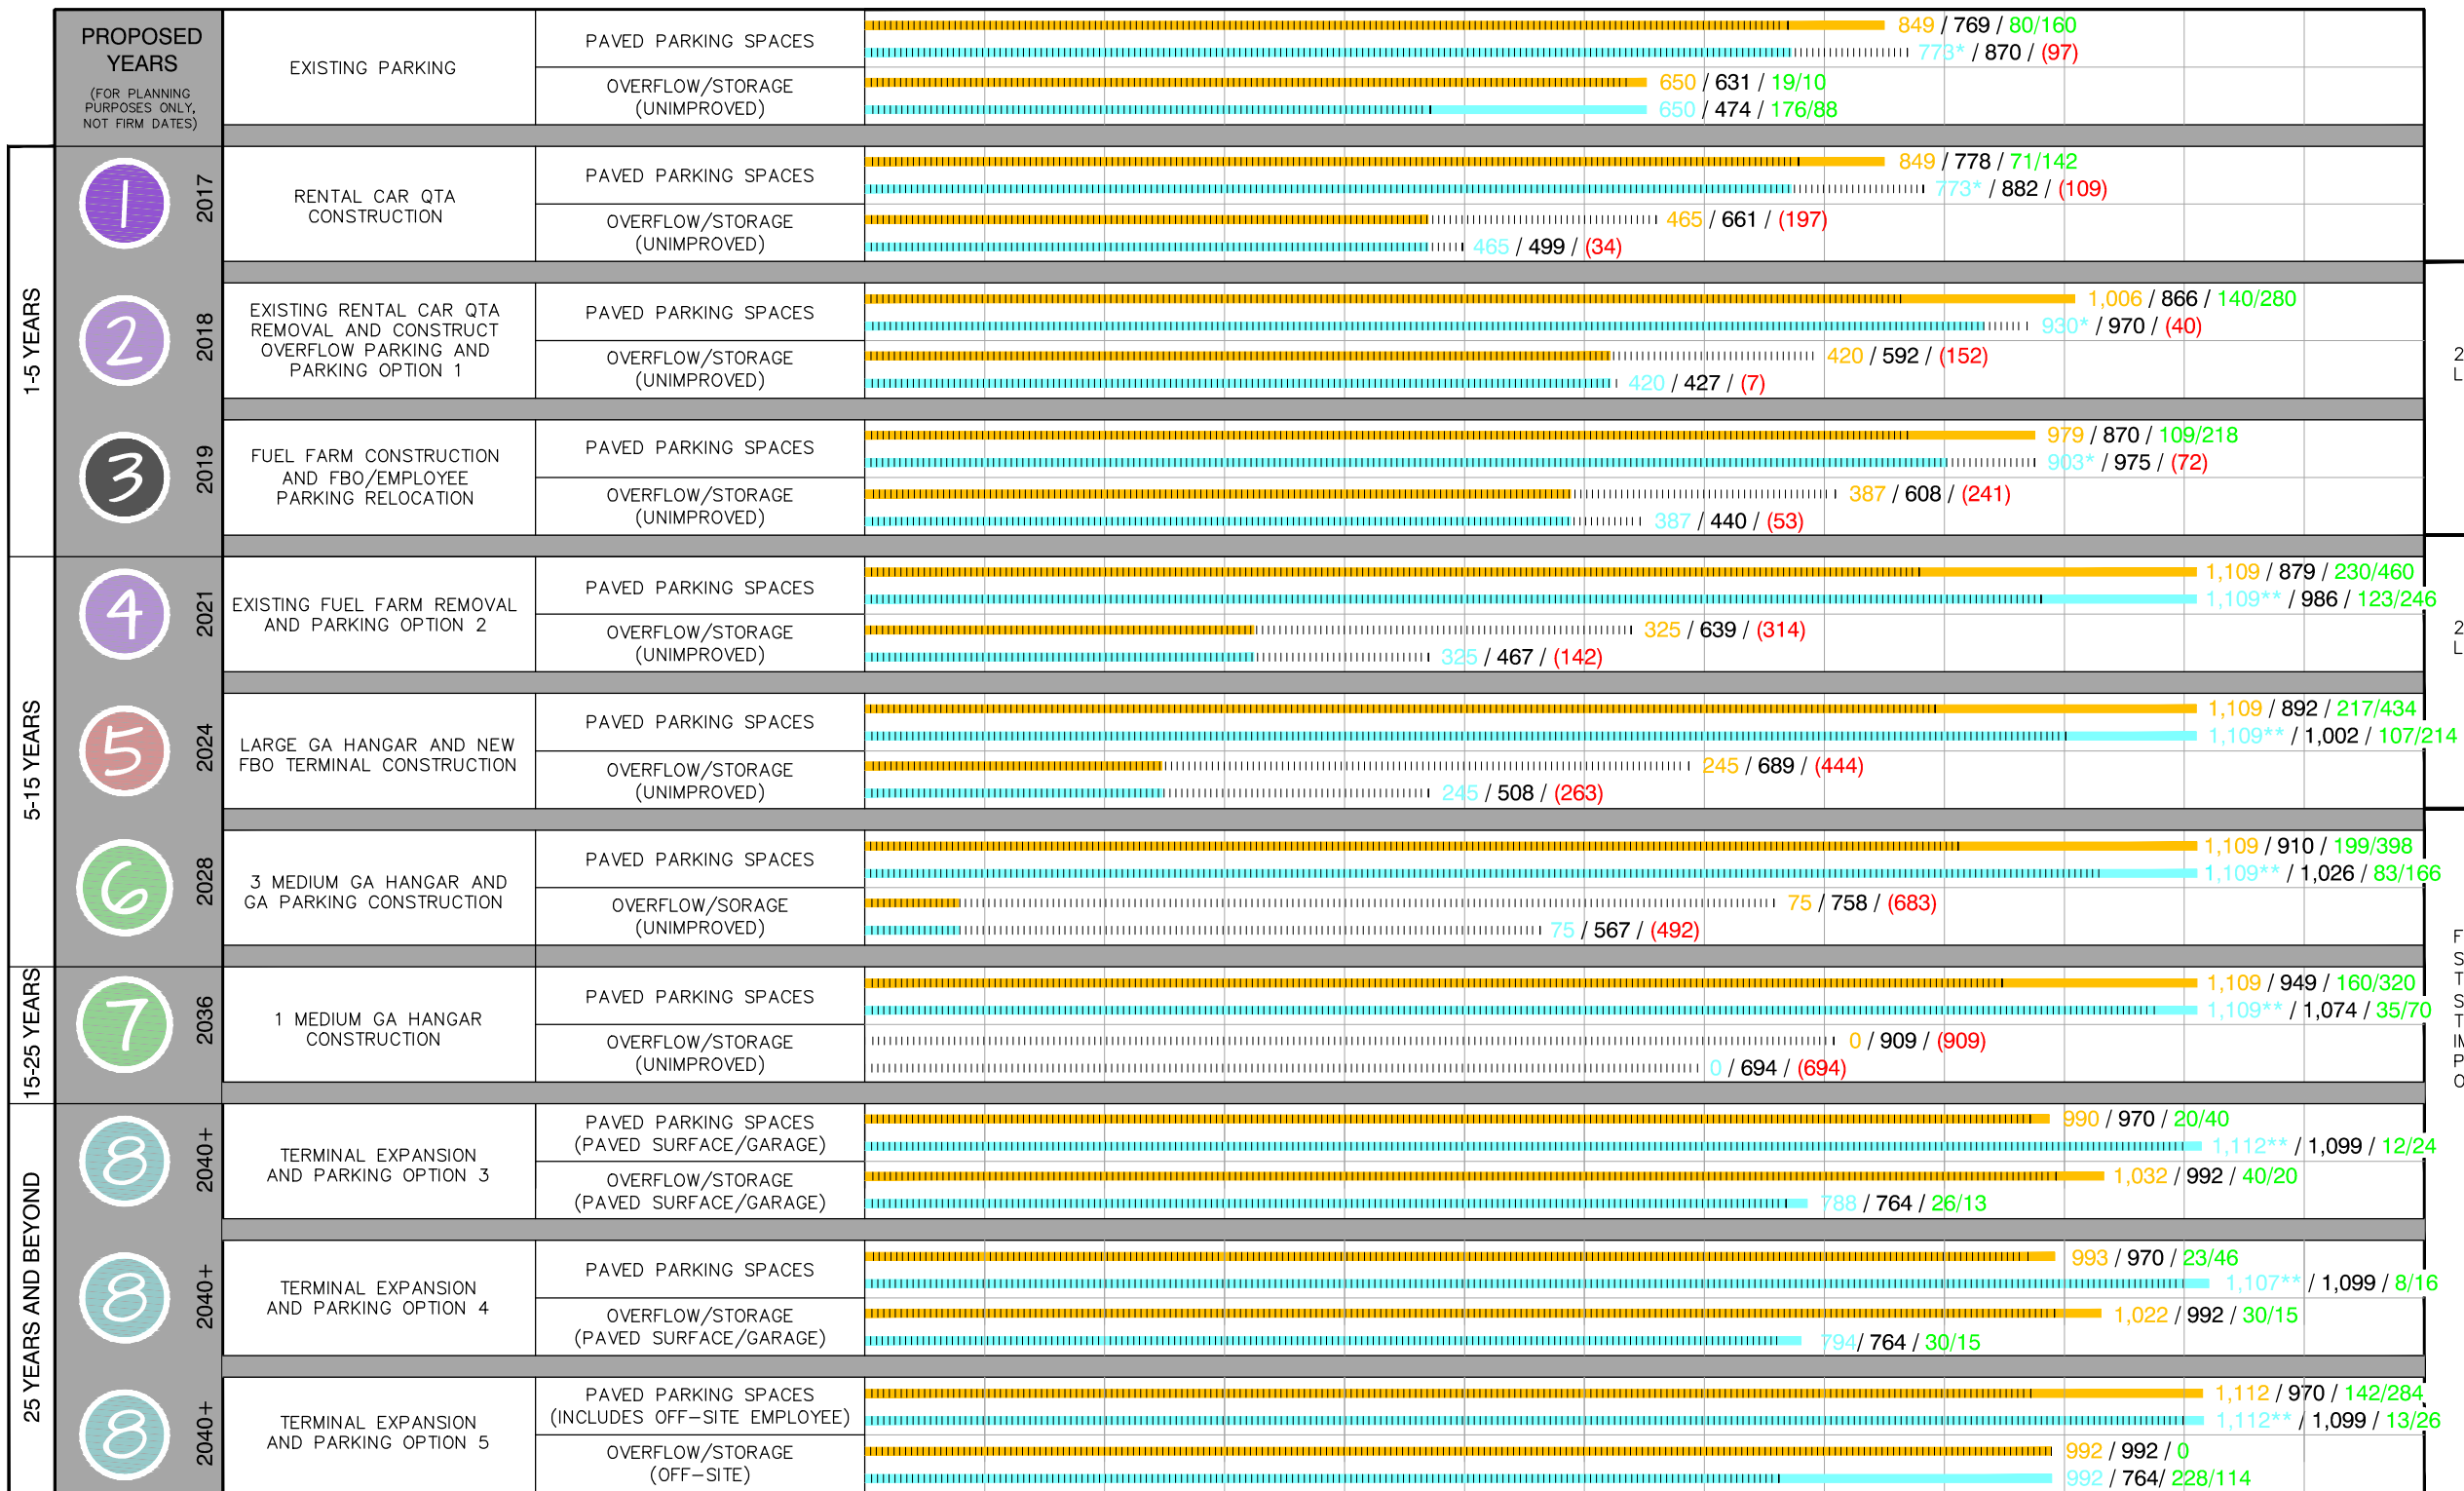 PROPOSED
YEARS
(FOR PLANNING
PURPOSES ONLY,
NOT FIRM DATES)
EXISTING PARKING
PAVED PARKING SPACES
849 / 769 / 80/160
773* / 870 / (97)
OVERFLOW/STORAGE
(UNIMPROVED)
650 / 631 / 19/10
650 / 474 / 176/88
1-5 YEARS
1
2017
RENTAL CAR QTA
CONSTRUCTION
PAVED PARKING SPACES
849 / 778 / 71/142
773* / 882 / (109)
OVERFLOW/STORAGE
(UNIMPROVED)
465 / 661 / (197)
465 / 499 / (34)
2
2018
EXISTING RENTAL CAR QTA
REMOVAL AND CONSTRUCT
OVERFLOW PARKING AND
PARKING OPTION 1
PAVED PARKING SPACES
1,006 / 866 / 140/280
930* / 970 / (40)
OVERFLOW/STORAGE
(UNIMPROVED)
420 / 592 / (152)
420 / 427 / (7)
2
L
3
2019
FUEL FARM CONSTRUCTION
AND FBO/EMPLOYEE
PARKING RELOCATION
PAVED PARKING SPACES
979 / 870 / 109/218
903* / 975 / (72)
OVERFLOW/STORAGE
(UNIMPROVED)
387 / 608 / (241)
387 / 440 / (53)
5-15 YEARS
4
2021
EXISTING FUEL FARM REMOVAL
AND PARKING OPTION 2
PAVED PARKING SPACES
1,109 / 879 / 230/460
1,109** / 986 / 123/246
OVERFLOW/STORAGE
(UNIMPROVED)
325 / 639 / (314)
325 / 467 / (142)
2
L
5
2024
LARGE GA HANGAR AND NEW
FBO TERMINAL CONSTRUCTION
PAVED PARKING SPACES
1,109 / 892 / 217/434
1,109** / 1,002 / 107/214
OVERFLOW/STORAGE
(UNIMPROVED)
245 / 689 / (444)
245 / 508 / (263)
6
2028
3 MEDIUM GA HANGAR AND
GA PARKING CONSTRUCTION
PAVED PARKING SPACES
1,109 / 910 / 199/398
1,109** / 1,026 / 83/166
OVERFLOW/SORAGE
(UNIMPROVED)
75 / 758 / (683)
75 / 567 / (492)
15-25 YEARS
7
2036
1 MEDIUM GA HANGAR
CONSTRUCTION
PAVED PARKING SPACES
1,109 / 949 / 160/320
1,109** / 1,074 / 35/70
OVERFLOW/STORAGE
(UNIMPROVED)
0 / 909 / (909)
0 / 694 / (694)
F
S
T
S
T
IM
P
O
25 YEARS AND BEYOND
8
2040+
TERMINAL EXPANSION
AND PARKING OPTION 3
PAVED PARKING SPACES
(PAVED SURFACE/GARAGE)
990 / 970 / 20/40
1,112** / 1,099 / 12/24
OVERFLOW/STORAGE
(PAVED SURFACE/GARAGE)
1,032 / 992 / 40/20
788 / 764 / 26/13
8
2040+
TERMINAL EXPANSION
AND PARKING OPTION 4
PAVED PARKING SPACES
993 / 970 / 23/46
1,107** / 1,099 / 8/16
OVERFLOW/STORAGE
(PAVED SURFACE/GARAGE)
1,022 / 992 / 30/15
794/ 764 / 30/15
8
2040+
TERMINAL EXPANSION
AND PARKING OPTION 5
PAVED PARKING SPACES
(INCLUDES OFF-SITE EMPLOYEE)
1,112 / 970 / 142/284
1,112** / 1,099 / 13/26
OVERFLOW/STORAGE
(OFF-SITE)
992 / 992 / 0
992 / 764/ 228/114